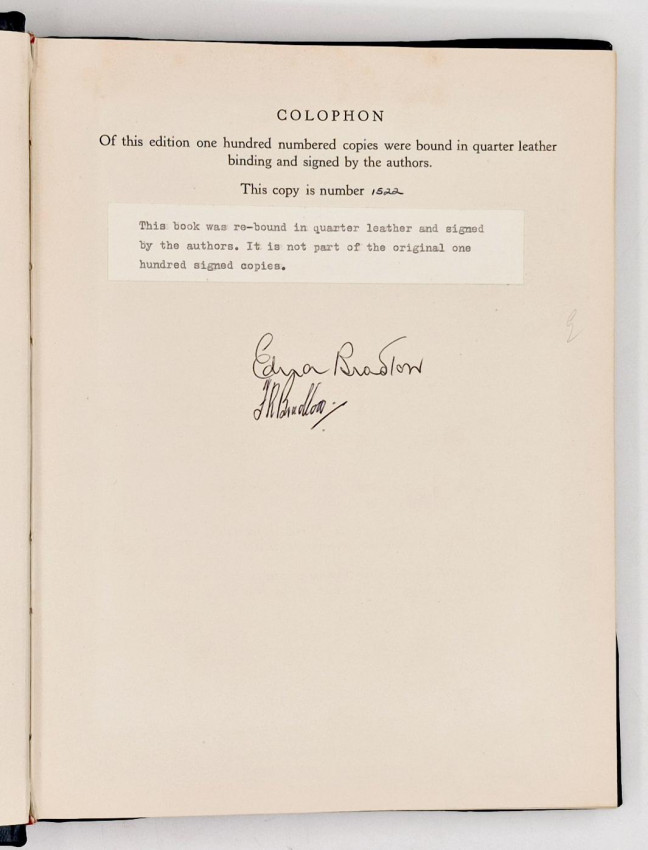 COLOPHON
Of this edition one hundred numbered copies were bound in quarter leather
binding and signed by the authors.
This copy is number 1522
This book was re-bound in quarter leather and signed
by the authors. It is not part of the original one
hundred signed copies.
Edna Bradlow
F R Bradlow